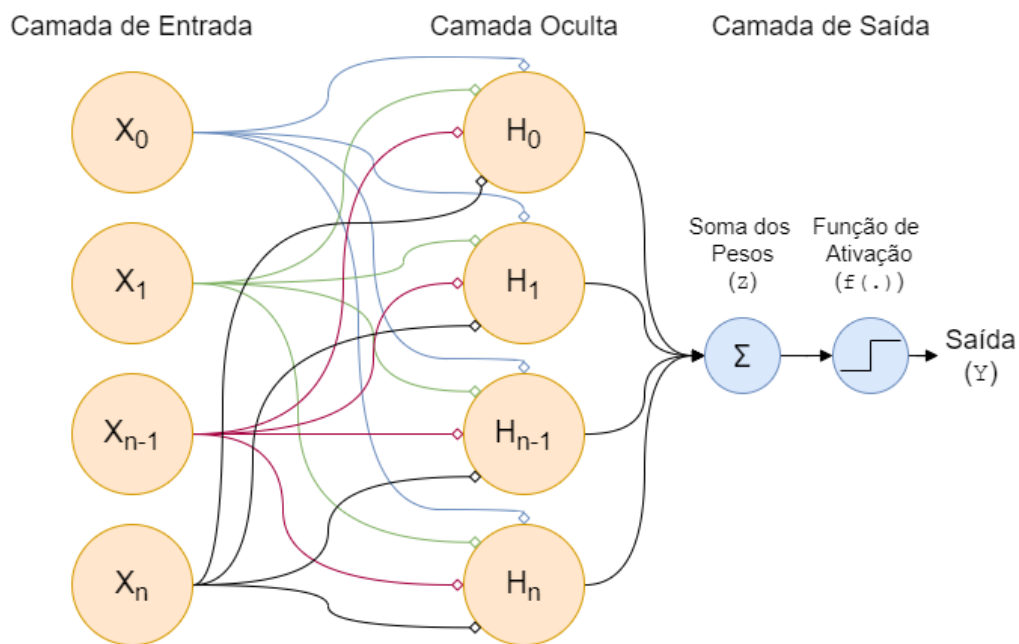 Camada de Entrada
Camada Oculta
Camada de Saída
X0
H0
X1
H1
Soma dos
Pesos
(z)
Função de
Ativação
(f(.))
Σ
Saída
(Y)
Xn-1
Hn-1
Xn
Hn